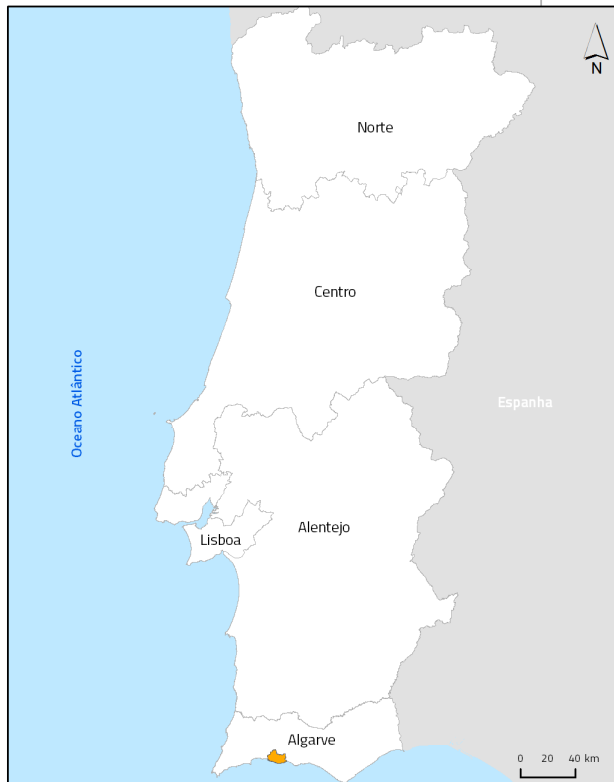 N
Norte
Centro
Oceano Atlântico
Espanha
Alentejo
Lisboa
Algarve
0 20 40 km